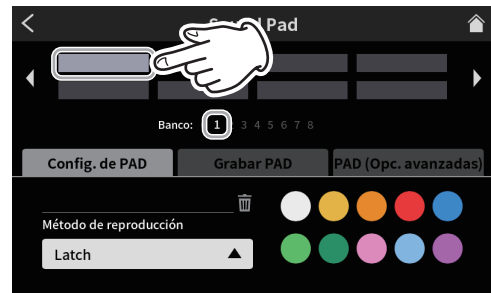 Pad
Banco: 1 3 4 5 6 7 8
Config. de PAD
Grabar PAD
PAD (Opc. avanzadas)
Método de reproducción
Latch